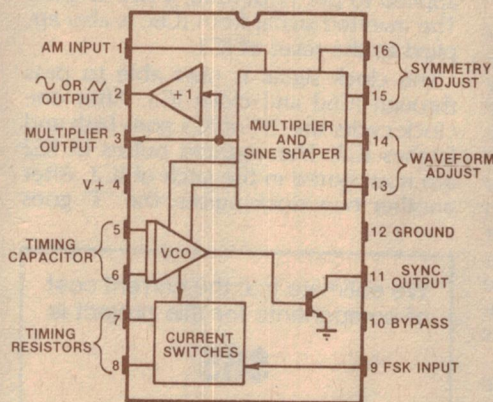 AM INPUT 1
∿ OR /\/ OUTPUT 2
MULTIPLIER OUTPUT 3
V+ 4
TIMING CAPACITOR
5
6
7
TIMING RESISTORS
8
+1
MULTIPLIER
AND
SINE SHAPER
VCO
CURRENT
SWITCHES
16
SYMMETRY
ADJUST
15
14
WAVEFORM
ADJUST
13
12 GROUND
11 SYNC
OUTPUT
10 BYPASS
9 FSK INPUT